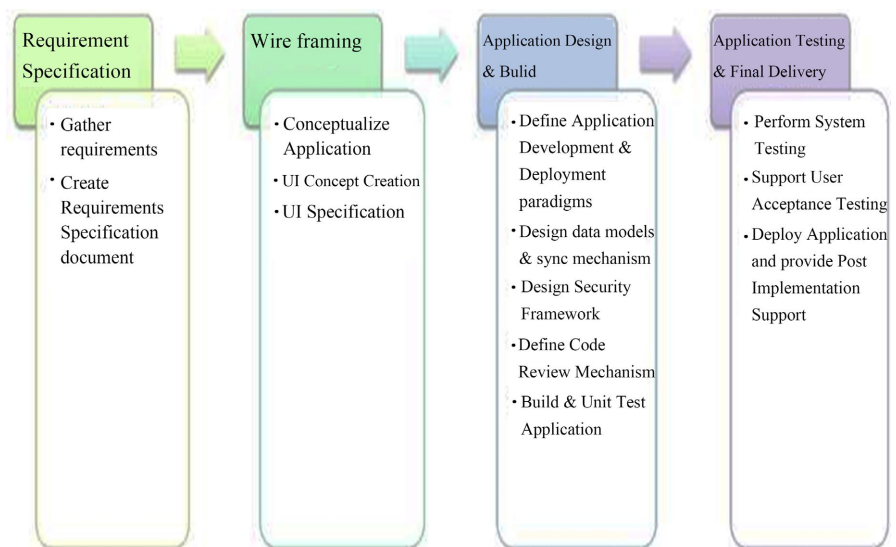 Requirement
Specification
• Gather
requirements
• Create
Requirements
Specification
document
Wire framing
• Conceptualize
Application
• UI Concept Creation
• UI Specification
Application Design
& Bulid
• Define Application
Development &
Deployment
paradigms
• Design data models
& sync mechanism
• Design Security
Framework
• Define Code
Review Mechanism
• Build & Unit Test
Application
Application Testing
& Final Delivery
• Perform System
Testing
• Support User
Acceptance Testing
• Deploy Application
and provide Post
Implementation
Support